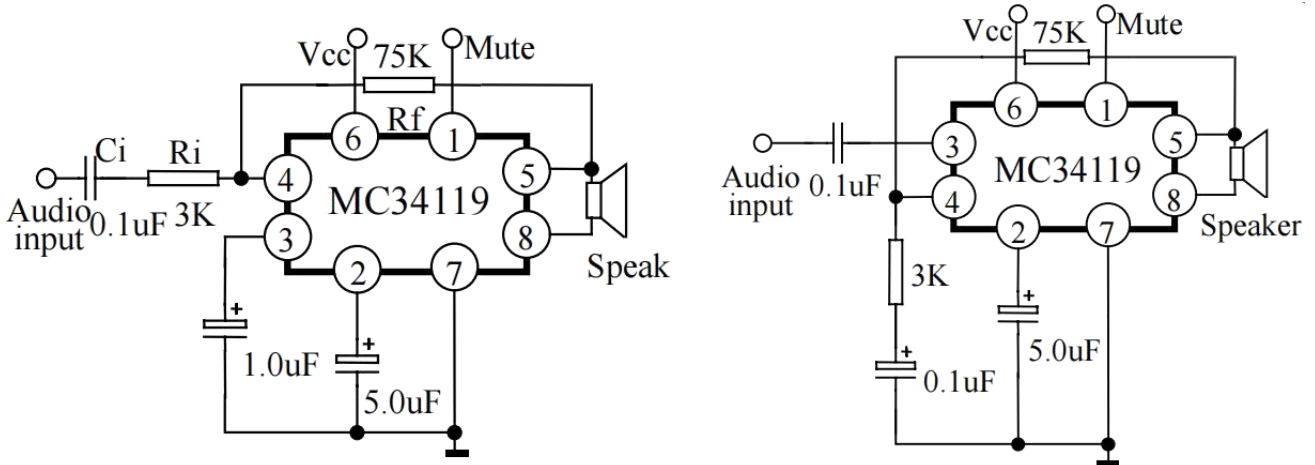 Vcc
75K
Mute
Rf
6
1
Ci
Ri
4
5
MC34119
Audio
input
0.1uF
3K
3
8
2
7
Speak
1.0uF
5.0uF
Vcc
75K
Mute
6
1
3
5
0.1uF
MC34119
Audio
input
4
8
2
7
Speaker
3K
5.0uF
0.1uF